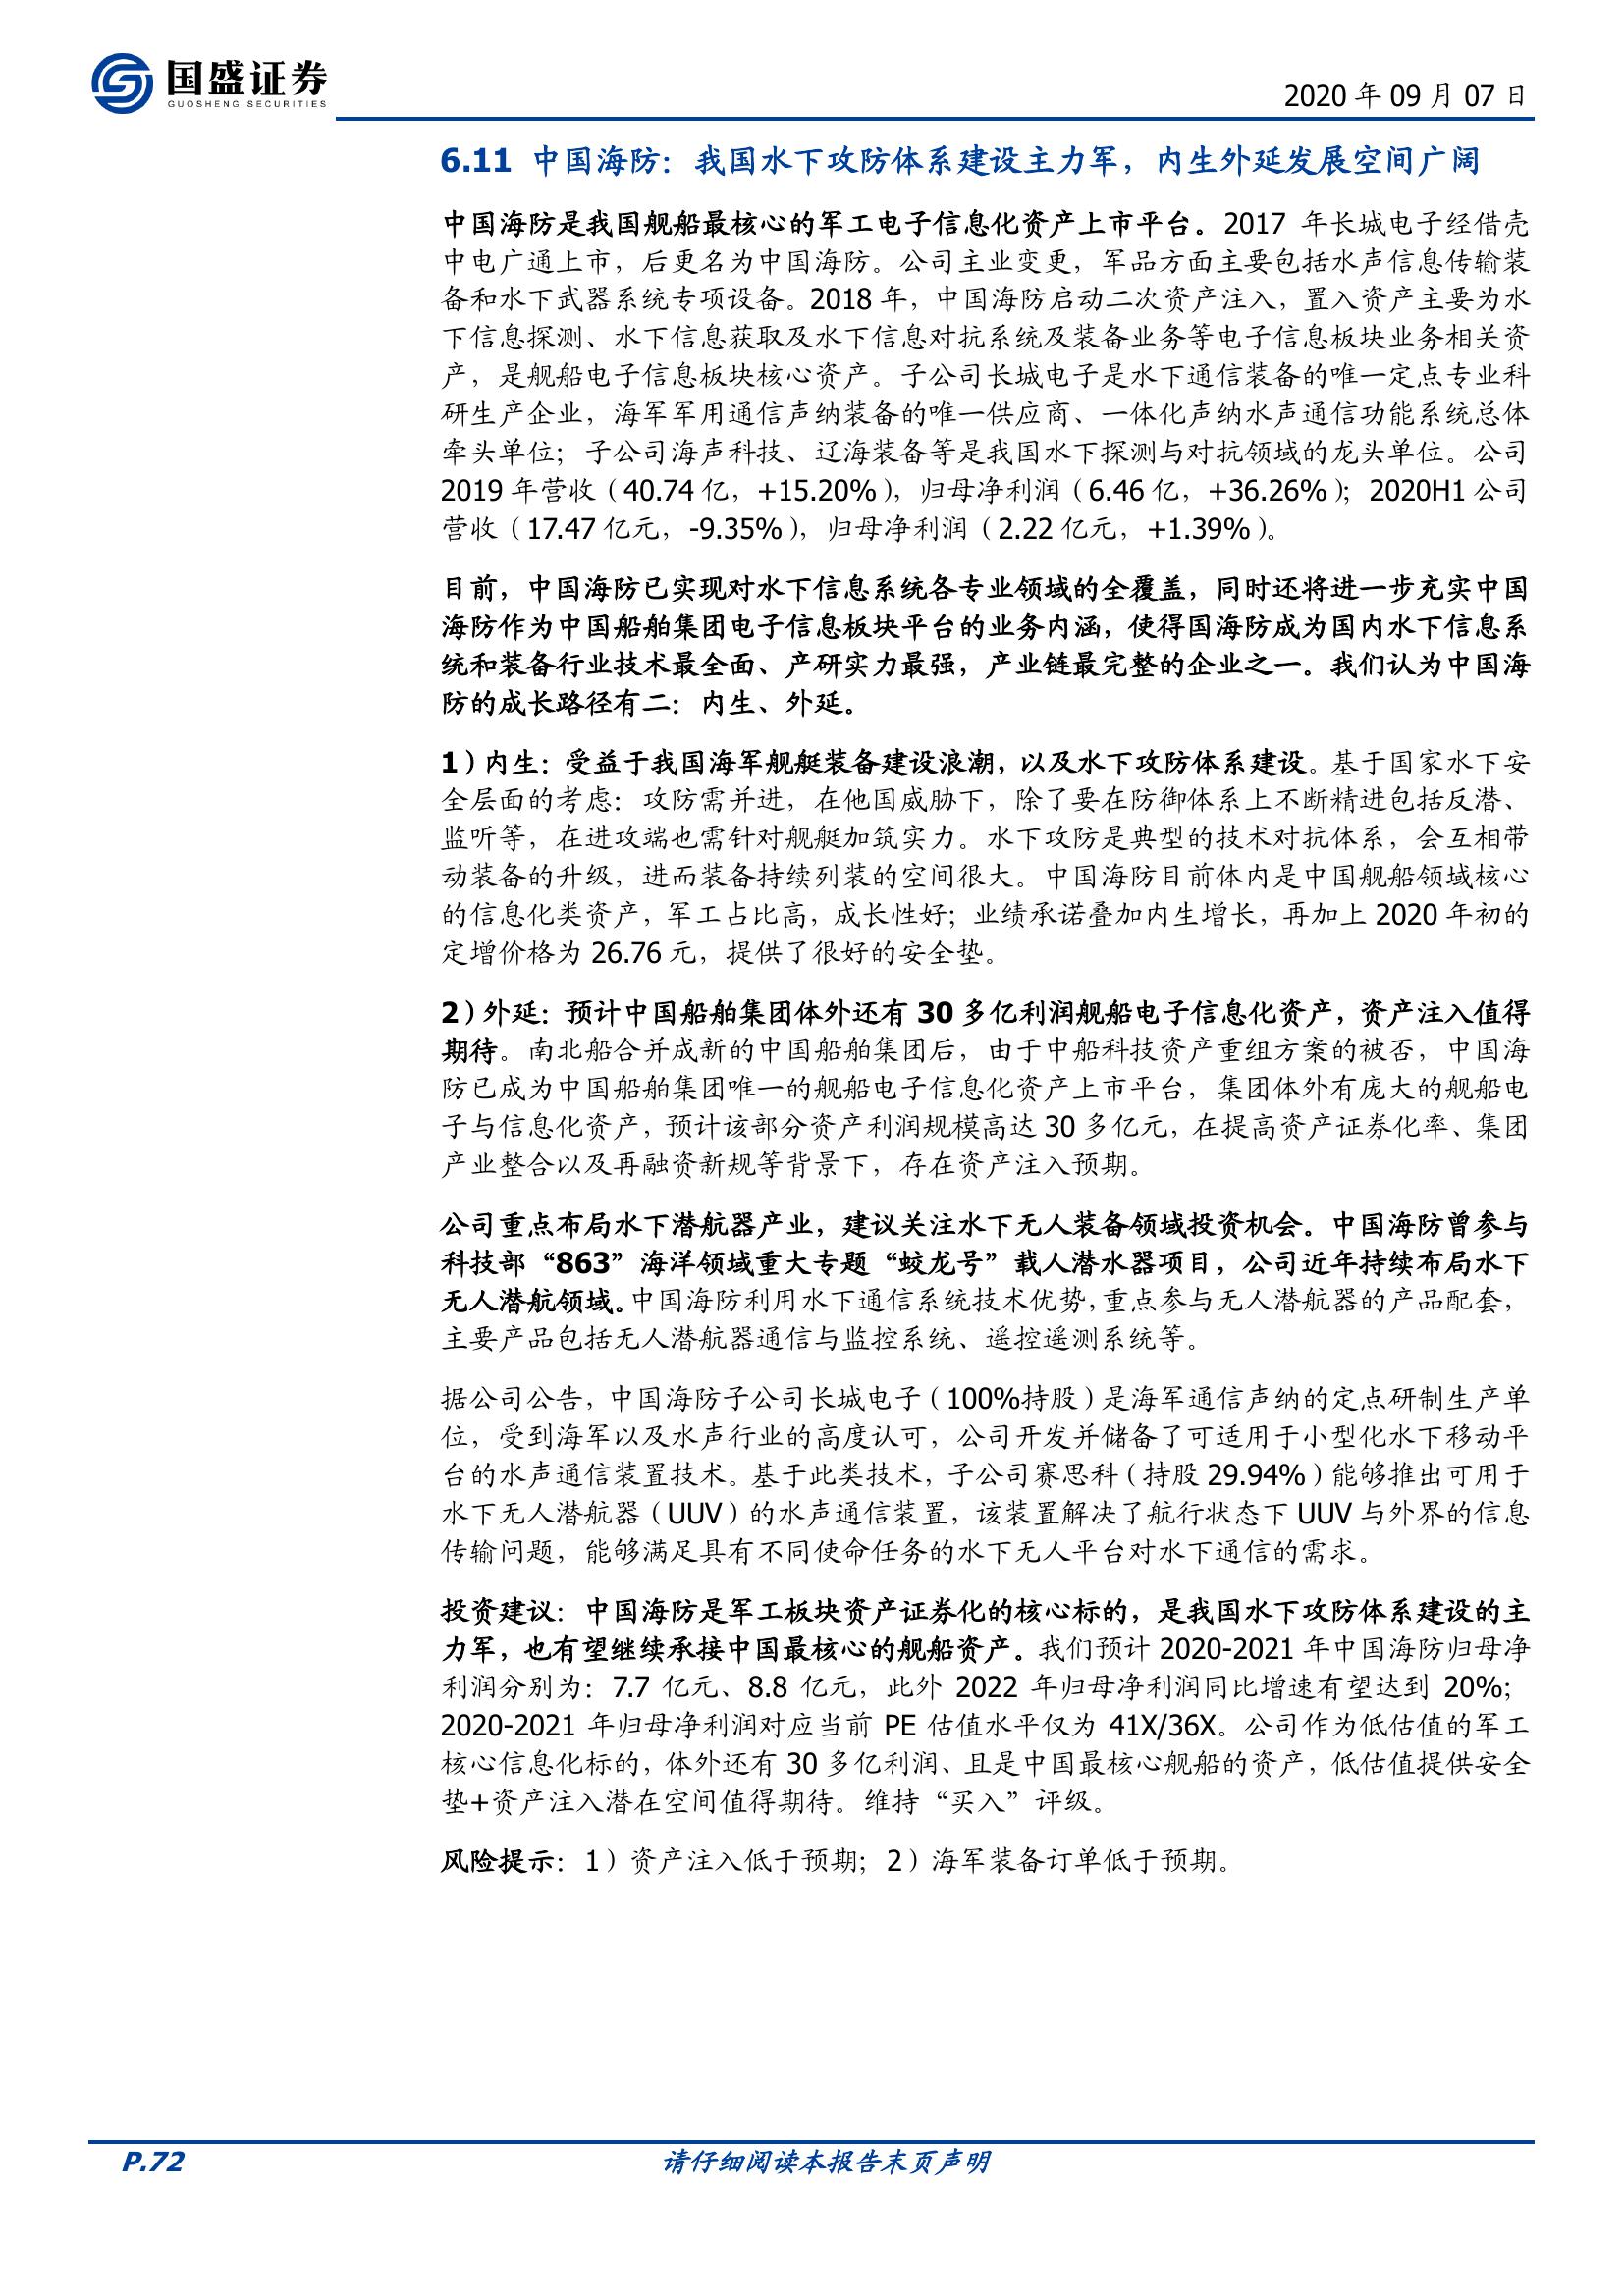 国盛证券
GUOSHENG SECURITIES
2020 年 09 月 07 日
6.11 中国海防：我国水下攻防体系建设主力军，内生外延发展空间广阔
中国海防是我国舰船最核心的军工电子信息化资产上市平台。2017 年长城电子经借壳
中电广通上市，后更名为中国海防。公司主业变更，军品方面主要包括水声信息传输装
备和水下武器系统专项设备。2018 年，中国海防启动二次资产注入，置入资产主要为水
下信息探测、水下信息获取及水下信息对抗系统及装备业务等电子信息板块业务相关资
产，是舰船电子信息板块核心资产。子公司长城电子是水下通信装备的唯一定点专业科
研生产企业，海军军用通信声纳装备的唯一供应商、一体化声纳水声通信功能系统总体
牵头单位；子公司海声科技、辽海装备等是我国水下探测与对抗领域的龙头单位。公司
2019 年营收（40.74 亿，+15.20%），归母净利润（6.46 亿，+36.26%）；2020H1 公司
营收（17.47 亿元，-9.35%），归母净利润（2.22 亿元，+1.39%）。
目前，中国海防已实现对水下信息系统各专业领域的全覆盖，同时还将进一步充实中国
海防作为中国船舶集团电子信息板块平台的业务内涵，使得国海防成为国内水下信息系
统和装备行业技术最全面、产研实力最强，产业链最完整的企业之一。我们认为中国海
防的成长路径有二：内生、外延。
1）内生：受益于我国海军舰艇装备建设浪潮，以及水下攻防体系建设。基于国家水下安
全层面的考虑：攻防需并进，在他国威胁下，除了要在防御体系上不断精进包括反潜、
监听等，在进攻端也需针对舰艇加筑实力。水下攻防是典型的技术对抗体系，会互相带
动装备的升级，进而装备持续列装的空间很大。中国海防目前体内是中国舰船领域核心
的信息化类资产，军工占比高，成长性好；业绩承诺叠加内生增长，再加上 2020 年初的
定增价格为 26.76 元，提供了很好的安全垫。
2）外延：预计中国船舶集团体外还有 30 多亿利润舰船电子信息化资产，资产注入值得
期待。南北船合并成新的中国船舶集团后，由于中船科技资产重组方案的被否，中国海
防已成为中国船舶集团唯一的舰船电子信息化资产上市平台，集团体外有庞大的舰船电
子与信息化资产，预计该部分资产利润规模高达 30 多亿元，在提高资产证券化率、集团
产业整合以及再融资新规等背景下，存在资产注入预期。
公司重点布局水下潜航器产业，建议关注水下无人装备领域投资机会。中国海防曾参与
科技部“863”海洋领域重大专题“蛟龙号”载人潜水器项目，公司近年持续布局水下
无人潜航领域。中国海防利用水下通信系统技术优势，重点参与无人潜航器的产品配套，
主要产品包括无人潜航器通信与监控系统、遥控遥测系统等。
据公司公告，中国海防子公司长城电子（100%持股）是海军通信声纳的定点研制生产单
位，受到海军以及水声行业的高度认可，公司开发并储备了可适用于小型化水下移动平
台的水声通信装置技术。基于此类技术，子公司赛思科（持股 29.94%）能够推出可用于
水下无人潜航器（UUV）的水声通信装置，该装置解决了航行状态下 UUV 与外界的信息
传输问题，能够满足具有不同使命任务的水下无人平台对水下通信的需求。
投资建议：中国海防是军工板块资产证券化的核心标的，是我国水下攻防体系建设的主
力军，也有望继续承接中国最核心的舰船资产。我们预计 2020-2021 年中国海防归母净
利润分别为：7.7 亿元、8.8 亿元，此外 2022 年归母净利润同比增速有望达到 20%；
2020-2021 年归母净利润对应当前 PE 估值水平仅为 41X/36X。公司作为低估值的军工
核心信息化标的，体外还有 30 多亿利润、且是中国最核心舰船的资产，低估值提供安全
垫+资产注入潜在空间值得期待。维持“买入”评级。
风险提示：1）资产注入低于预期；2）海军装备订单低于预期。
P.72
请仔细阅读本报告末页声明